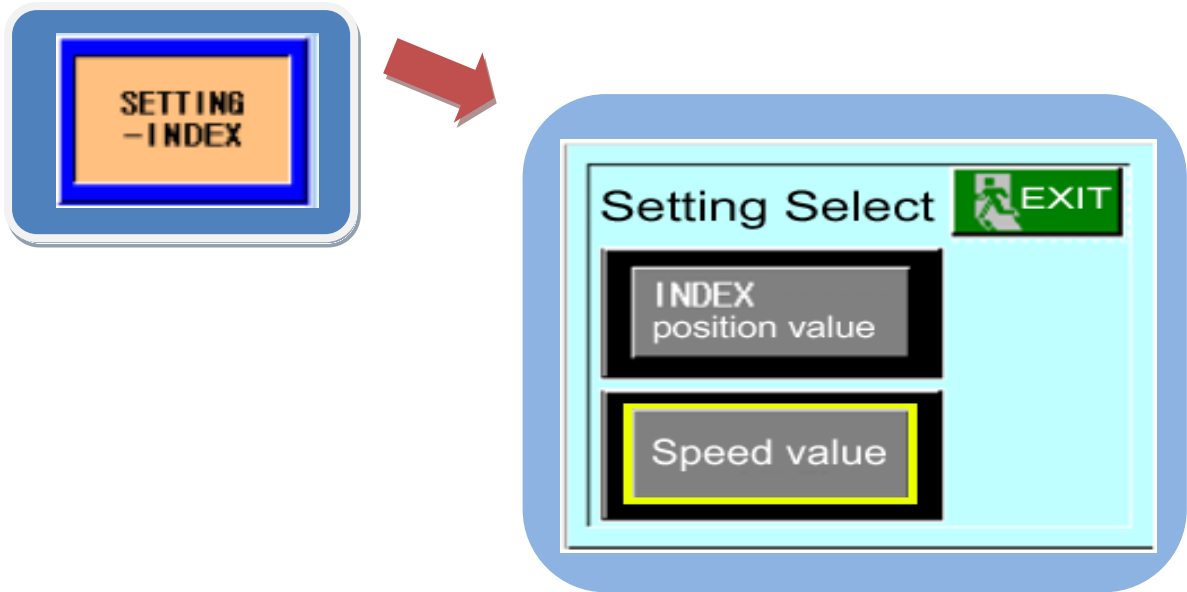 SETTING
-INDEX
Setting Select
EXIT
INDEX
position value
Speed value